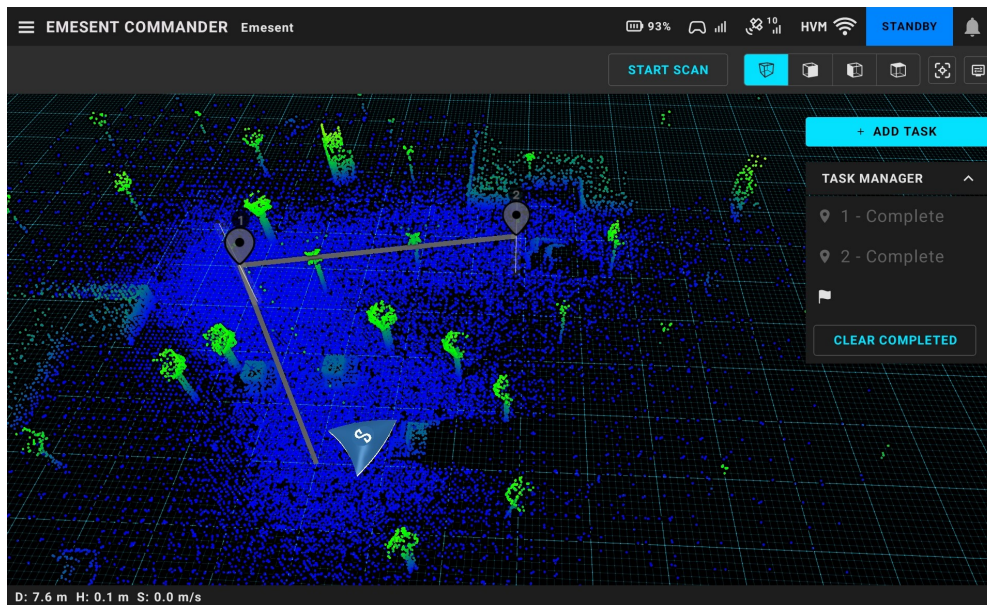 EMESENT COMMANDER Emesent 93% 10 HVM STANDBY
START SCAN
+ ADD TASK
TASK MANAGER
1 - Complete
2 - Complete
CLEAR COMPLETED
1
2
S
D: 7.6 m H: 0.1 m S: 0.0 m/s